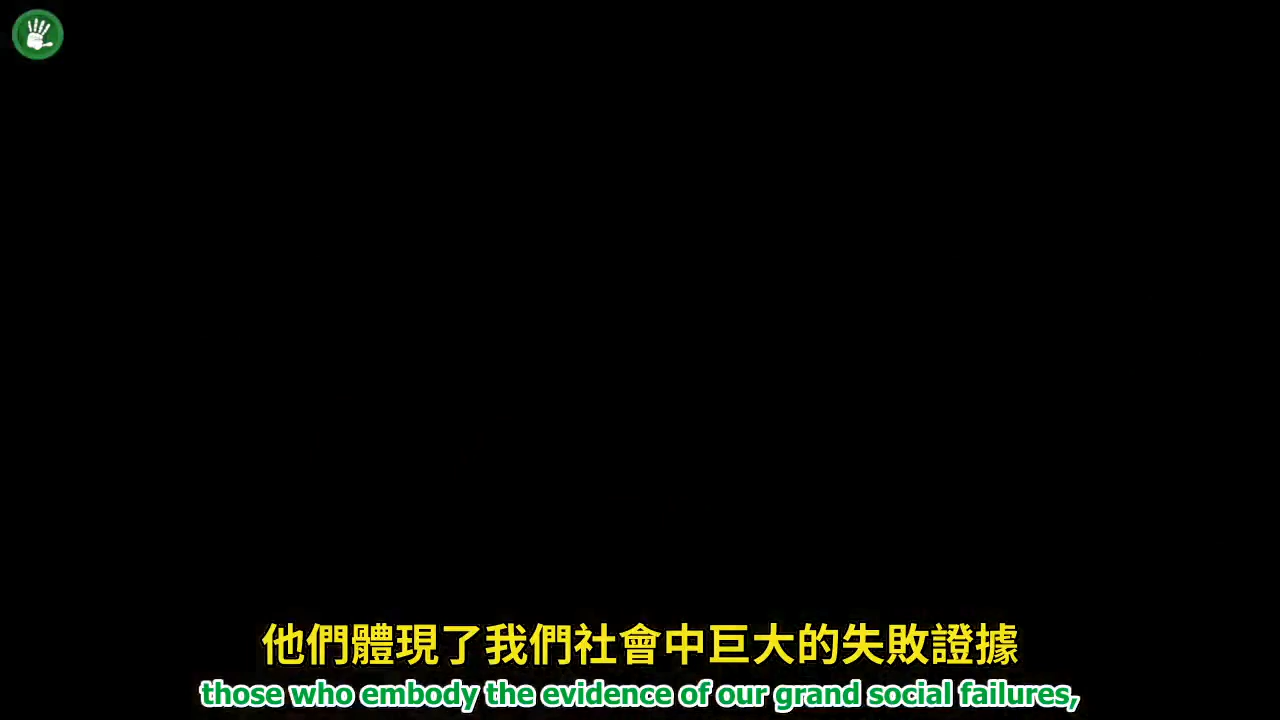 他們體現了我們社會中巨大的失敗證據
those who embody the evidence of our grand social failures,